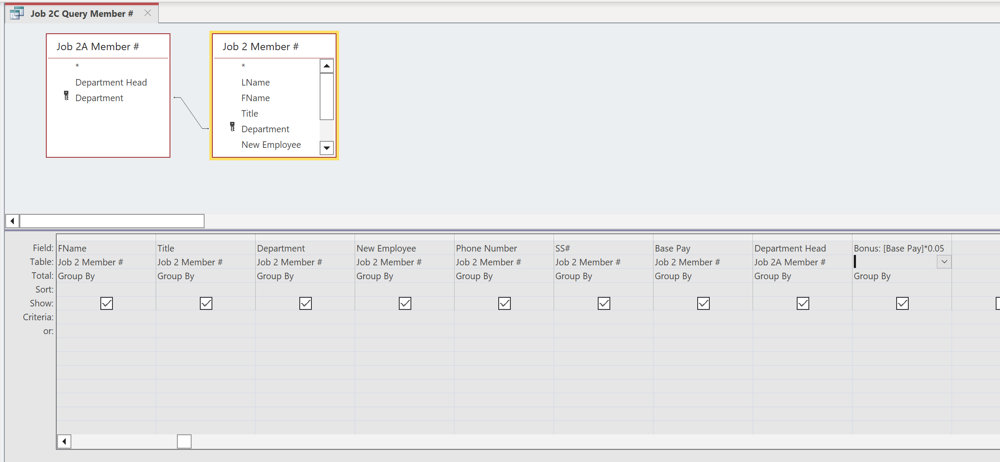 Job 2C Query Member #
Job 2A Member #
*
Department Head
Department
Job 2 Member #
*
LName
FName
Title
Department
New Employee
Field: FName Title Department New Employee Phone Number SS# Base Pay Department Head Bonus: [Base Pay]*0.05
Table: Job 2 Member # Job 2 Member # Job 2 Member # Job 2 Member # Job 2 Member # Job 2 Member # Job 2 Member # Job 2A Member #
Total: Group By Group By Group By Group By Group By Group By Group By Group By Group By
Sort:
Show:
Criteria:
or: